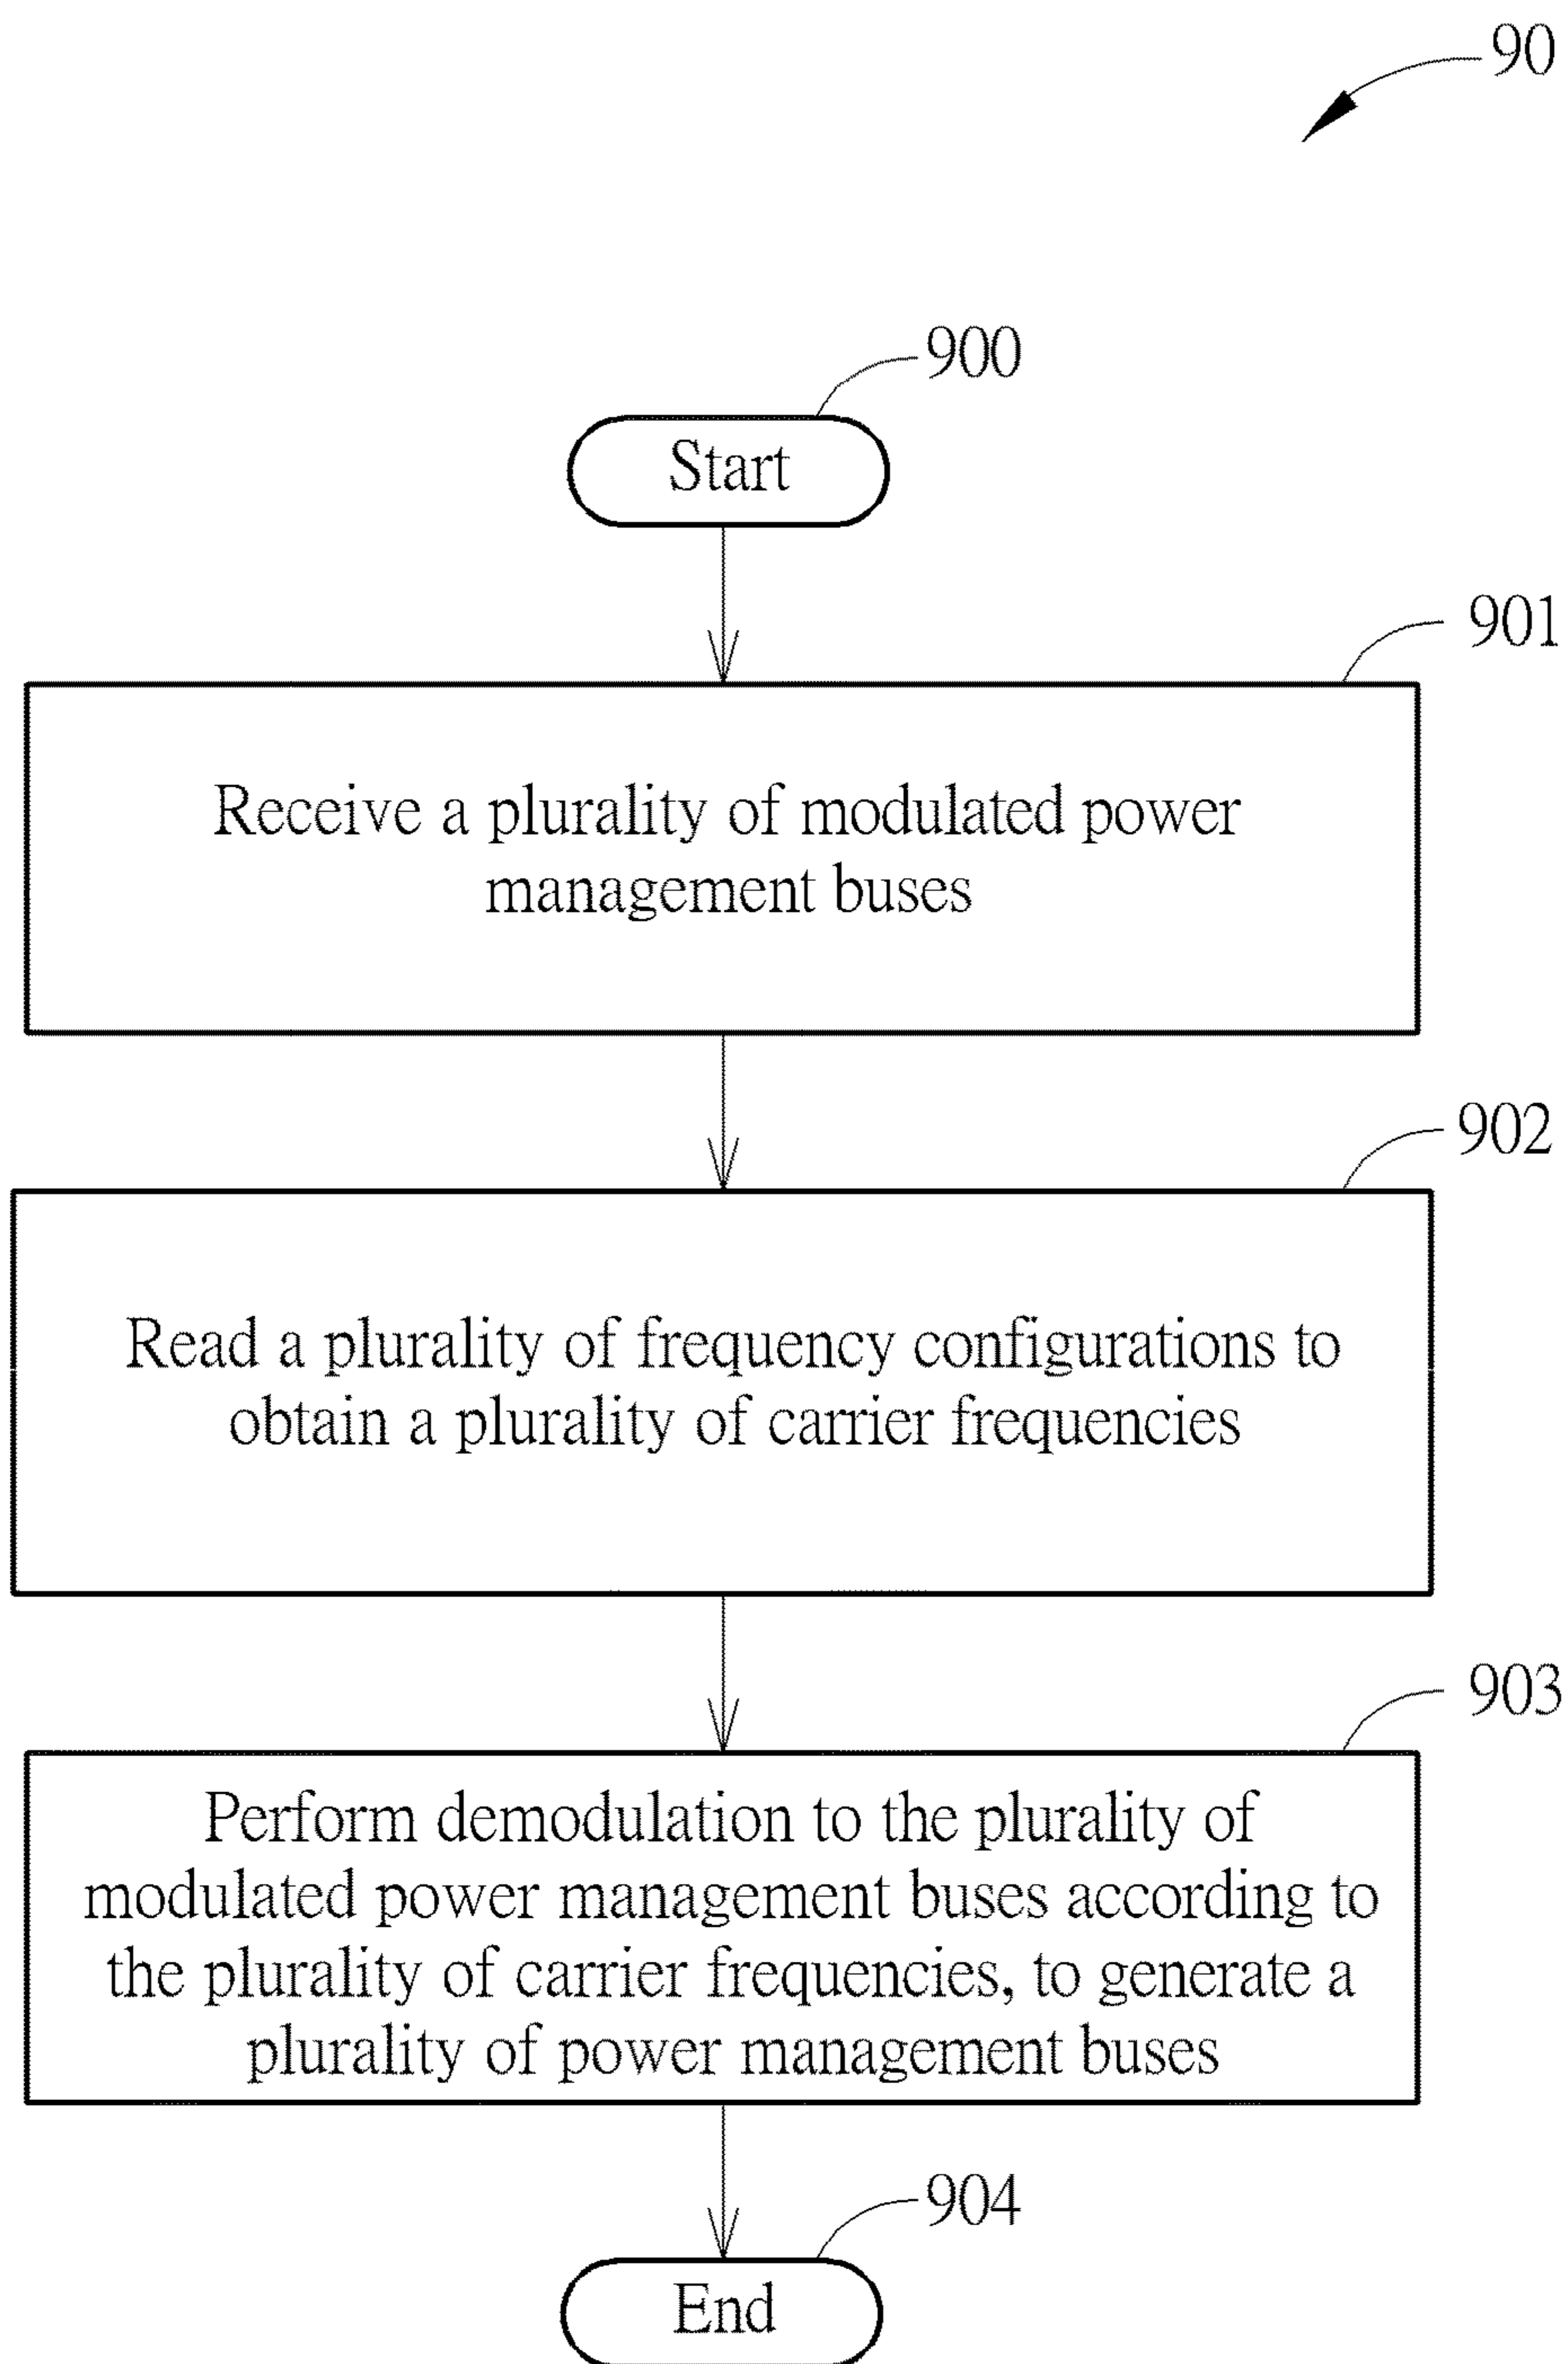 90
900
Start
901
Receive a plurality of modulated power
management buses
902
Read a plurality of frequency configurations to
obtain a plurality of carrier frequencies
903
Perform demodulation to the plurality of
modulated power management buses according to
the plurality of carrier frequencies, to generate a
plurality of power management buses
904
End